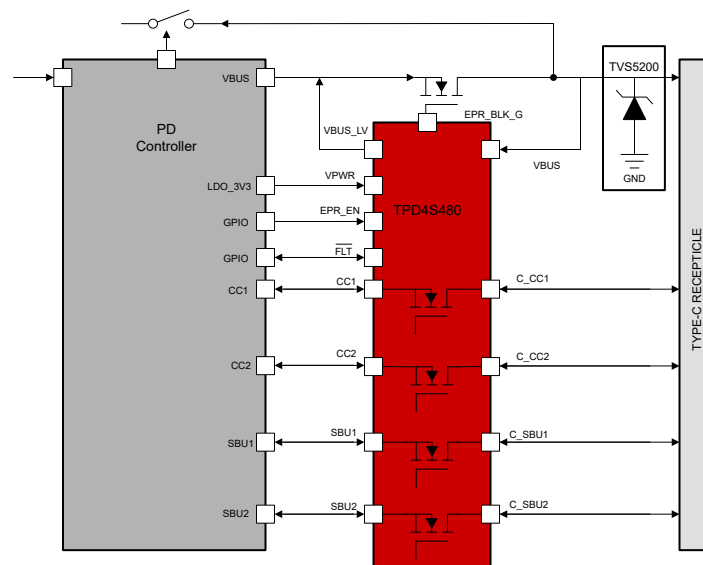 TVS5200
GND
VBUS
PD
Controller
EPR_BLK_G
VBUS_LV
VBUS
LDO_3V3
VPWR
TPD4S480
GPIO
EPR_EN
GPIO
FLT
CC1
CC1
C_CC1
CC2
CC2
C_CC2
SBU1
SBU1
C_SBU1
SBU2
SBU2
C_SBU2
TYPE-C RECEPTICLE